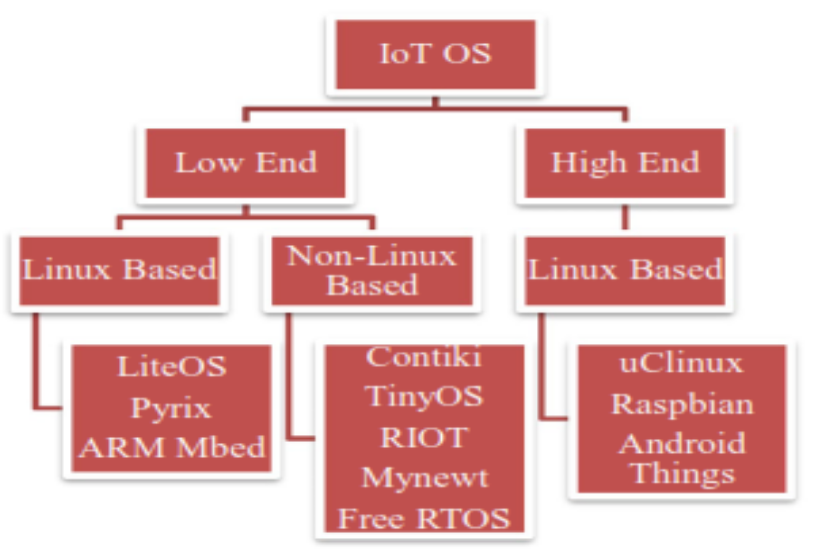 IoT OS
Low End
High End
Linux Based
Non-Linux
Based
Linux Based
LiteOS
Pyrix
ARM Mbed
Contiki
TinyOS
RIOT
Mynewt
Free RTOS
uClinux
Raspbian
Android
Things